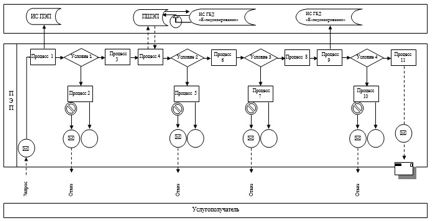 ИС ПЭП
ПШЭП
ИС ГБД
«Е-лицензирование»
ИС ГБД
«Е-лицензирование»
ПЭП
Процесс 1
Условие 1
Процесс 3
Процесс 4
Условие 2
Процесс 6
Условие 3
Процесс 8
Процесс 9
Условие 4
Процесс 11
Процесс 2
Процесс 5
Процесс 7
Процесс 10
Запрос
Отказ
Отказ
Отказ
Отказ
Услугополучатель